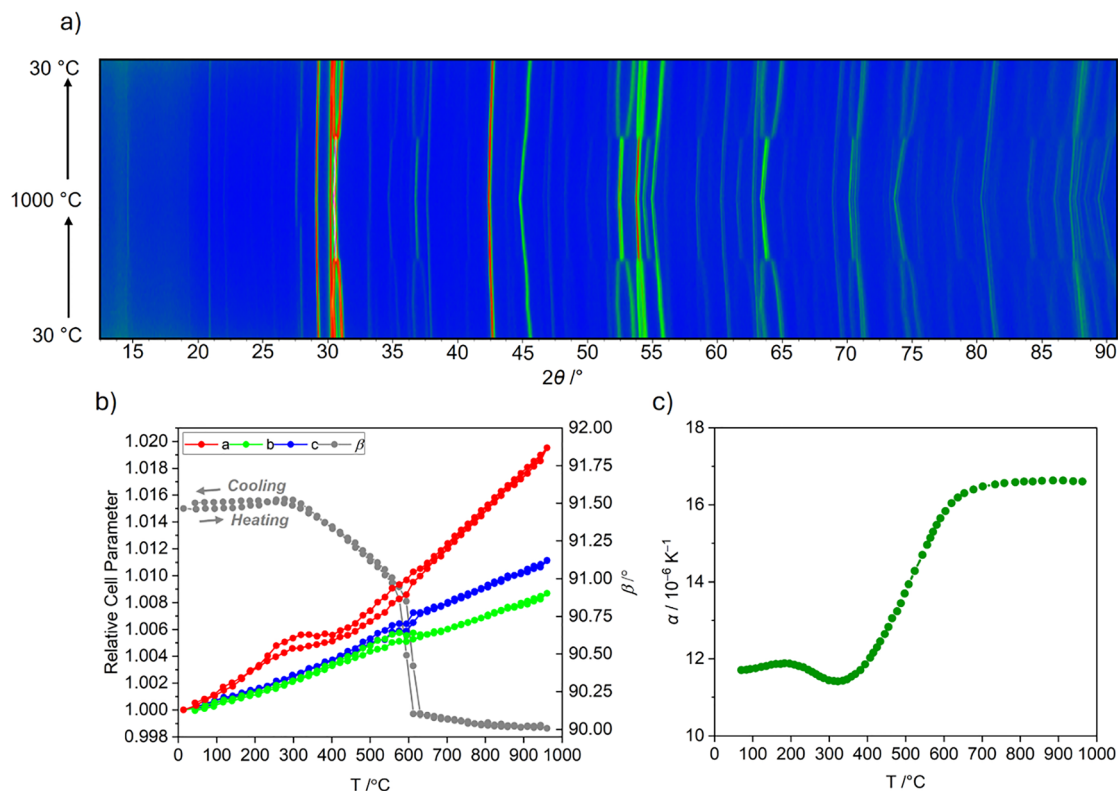 a)
30 °C
1000 °C
30 °C
15 20 25 30 35 40 45 50 55 60 65 70 75 80 85 90
2θ /°
b)
a b c β
Cooling
Heating
1.020
1.018
1.016
1.014
1.012
1.010
1.008
1.006
1.004
1.002
1.000
0.998
Relative Cell Parameter
92.00
91.75
91.50
91.25
91.00
90.75
90.50
90.25
90.00
β /°
0 100 200 300 400 500 600 700 800 900 1000
T /°C
c)
18
16
14
12
10
α / 10⁻⁶ K⁻¹
0 100 200 300 400 500 600 700 800 900 1000
T /°C